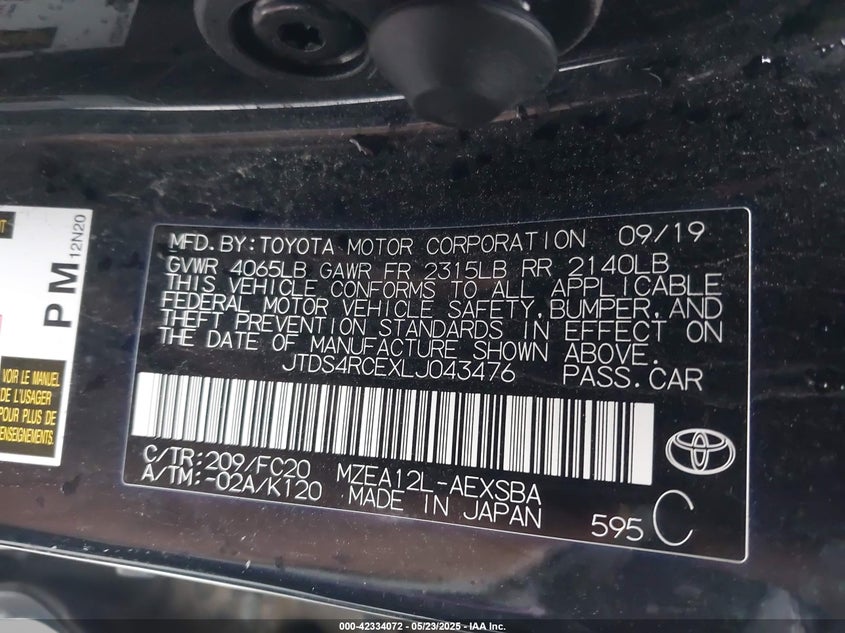 MFD.BY:TOYOTA MOTOR CORPORATION 09/19
GVWR 4065LB GAWR FR 2315LB RR 2140LB
THIS VEHICLE CONFORMS TO ALL APPLICABLE
FEDERAL MOTOR VEHICLE SAFETY, BUMPER, AND
THEFT PREVENTION STANDARDS IN EFFECT ON
THE DATE OF MANUFACTURE SHOWN ABOVE.
JTDS4RCEXLJ043476 PASS.CAR
C/TR:209/FC20 MZEA12L-AEXSBA
A/TM:-02A/K120 MADE IN JAPAN
595 C
PM 12N20
VOIR LE MANUEL
DE L'USAGER
POUR PLUS DE
000-42334072 — 05/23/2025 — IAA Inc.